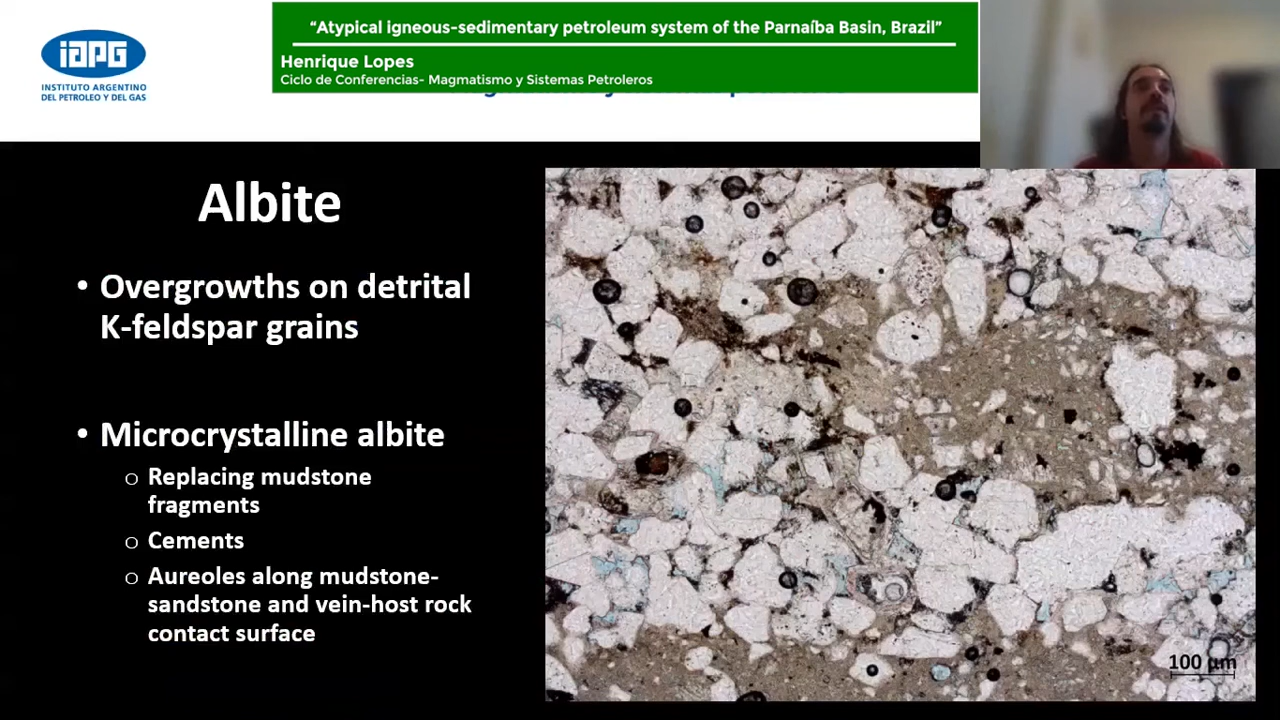 iAPG
INSTITUTO ARGENTINO
DEL PETROLEO Y DEL GAS
“Atypical igneous-sedimentary petroleum system of the Parnaíba Basin, Brazil”
Henrique Lopes
Ciclo de Conferencias- Magmatismo y Sistemas Petroleros
Albite
• Overgrowths on detrital
K-feldspar grains
• Microcrystalline albite
o Replacing mudstone
fragments
o Cements
o Aureoles along mudstone-
sandstone and vein-host rock
contact surface
100 µm